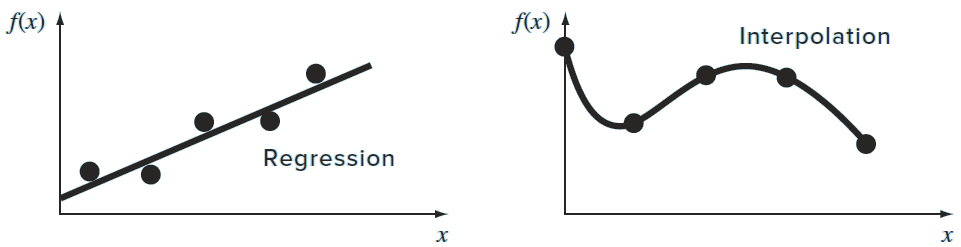 f(x)
Regression
x
f(x)
Interpolation
x